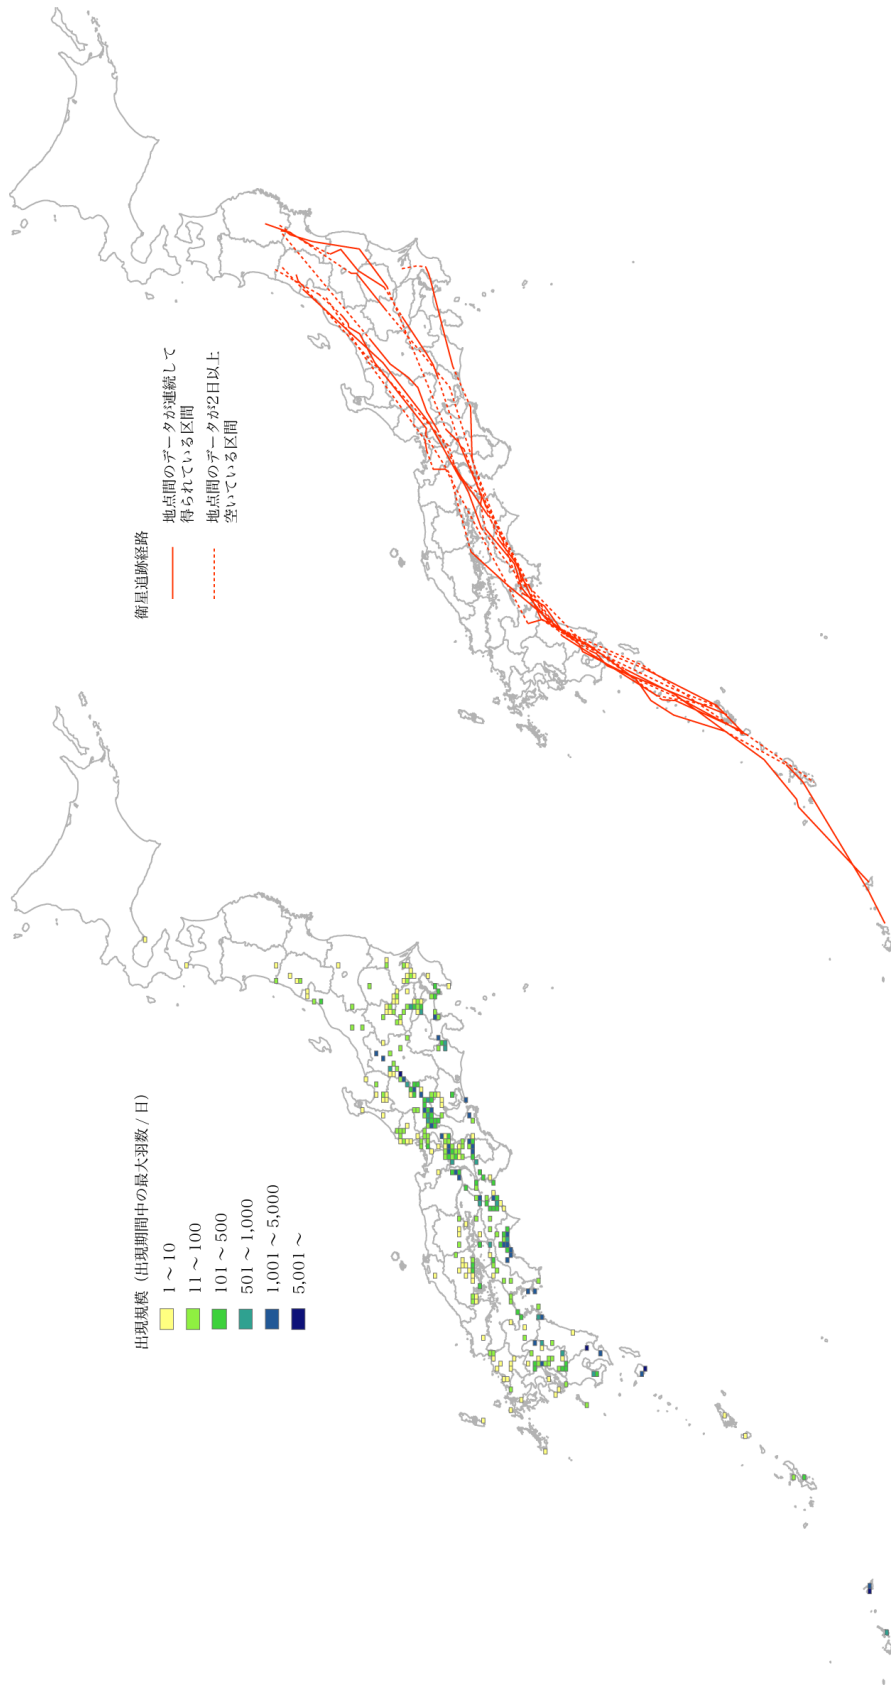 出現規模（出現期間中の最大羽数 / 日）
1 ～ 10
11 ～ 100
101 ～ 500
501 ～ 1,000
1,001 ～ 5,000
5,001 ～
衛星追跡経路
地点間のデータが連続して
得られている区間
地点間のデータが2日以上
空いている区間